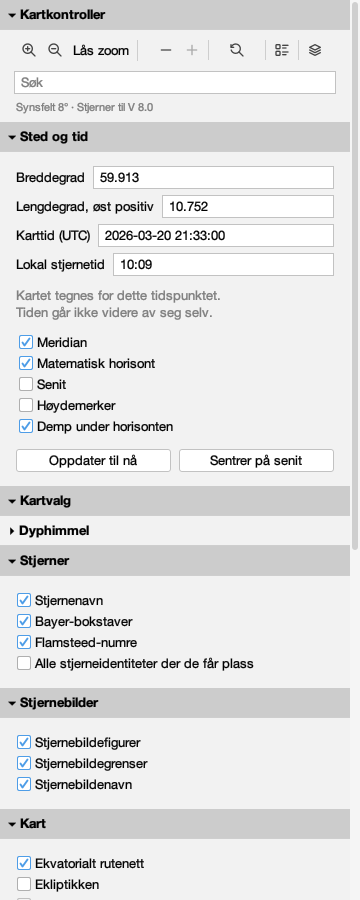 Kartkontroller
Lås zoom
Søk
Synsfelt 8° · Stjerner til V 8.0
Sted og tid
Breddegrad 59.913
Lengdegrad, øst positiv 10.752
Karttid (UTC) 2026-03-20 21:33:00
Lokal stjernetid 10:09
Kartet tegnes for dette tidspunktet.
Tiden går ikke videre av seg selv.
Meridian
Matematisk horisont
Senit
Høydemerker
Demp under horisonten
Oppdater til nå Sentrer på senit
Kartvalg
Dyphimmel
Stjerner
Stjernenavn
Bayer-bokstaver
Flamsteed-numre
Alle stjerneidentiteter der de får plass
Stjernebilder
Stjernebildefigurer
Stjernebildegrenser
Stjernebildenavn
Kart
Ekvatorialt rutenett
Ekliptikken